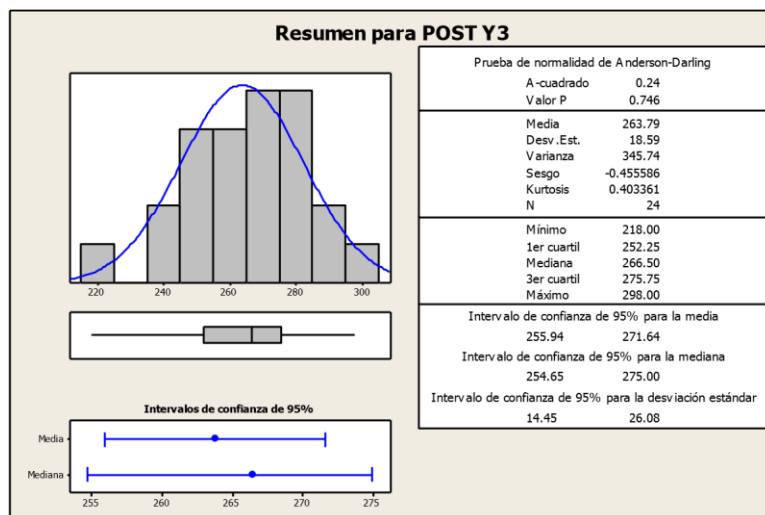 Resumen para POST Y3
220 240 260 280 300
Intervalos de confianza de 95%
Media
Mediana
255 260 265 270 275
Prueba de normalidad de Anderson-Darling
A-cuadrado 0.24
Valor P 0.746
Media 263.79
Desv.Est. 18.59
Varianza 345.74
Sesgo -0.455586
Kurtosis 0.403361
N 24
Mínimo 218.00
1er cuartil 252.25
Mediana 266.50
3er cuartil 275.75
Máximo 298.00
Intervalo de confianza de 95% para la media
255.94 271.64
Intervalo de confianza de 95% para la mediana
254.65 275.00
Intervalo de confianza de 95% para la desviación estándar
14.45 26.08